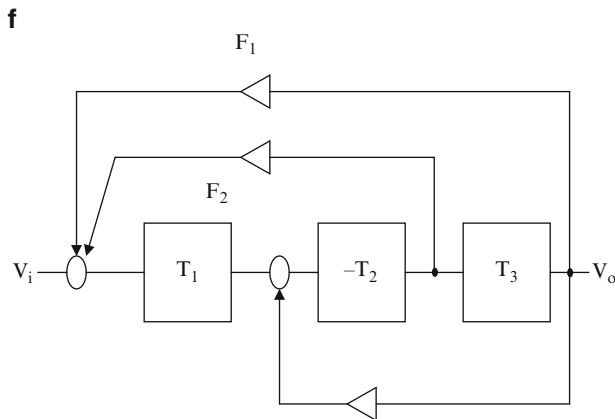 f
F₁
F₂
Vᵢ
T₁
–T₂
T₃
Vₒ